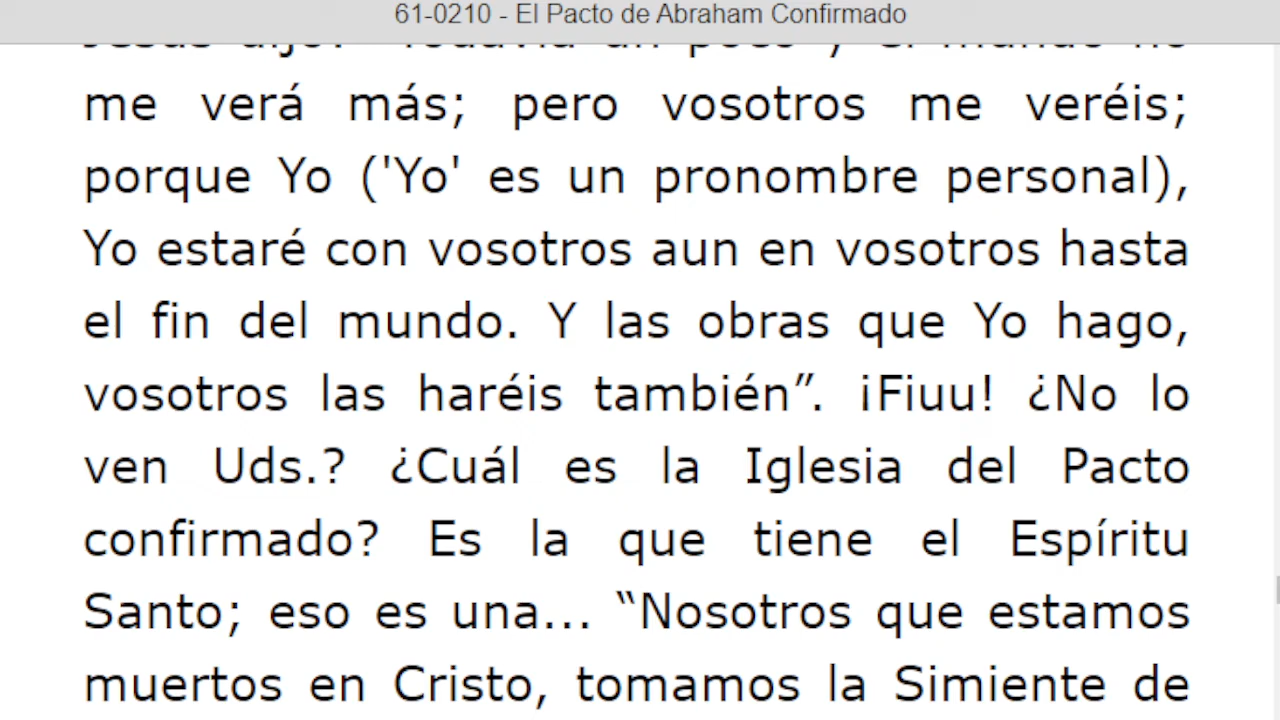 61-0210 - El Pacto de Abraham Confirmado
me verá más; pero vosotros me veréis;
porque Yo ('Yo' es un pronombre personal),
Yo estaré con vosotros aun en vosotros hasta
el fin del mundo. Y las obras que Yo hago,
vosotros las haréis también”. ¡Fiuu! ¿No lo
ven Uds.? ¿Cuál es la Iglesia del Pacto
confirmado? Es la que tiene el Espíritu
Santo; eso es una... “Nosotros que estamos
muertos en Cristo, tomamos la Simiente de